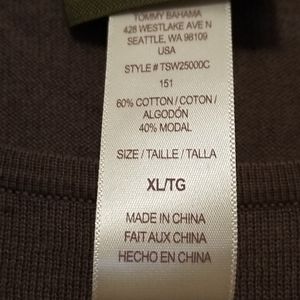 TOMMY BAHAMA
428 WESTLAKE AVE N
SEATTLE, WA 98109
USA
STYLE # TSW25000C
151
60% COTTON / COTON /
ALGODÓN
40% MODAL
SIZE / TAILLE / TALLA
XL/TG
MADE IN CHINA
FAIT AUX CHINA
HECHO EN CHINA